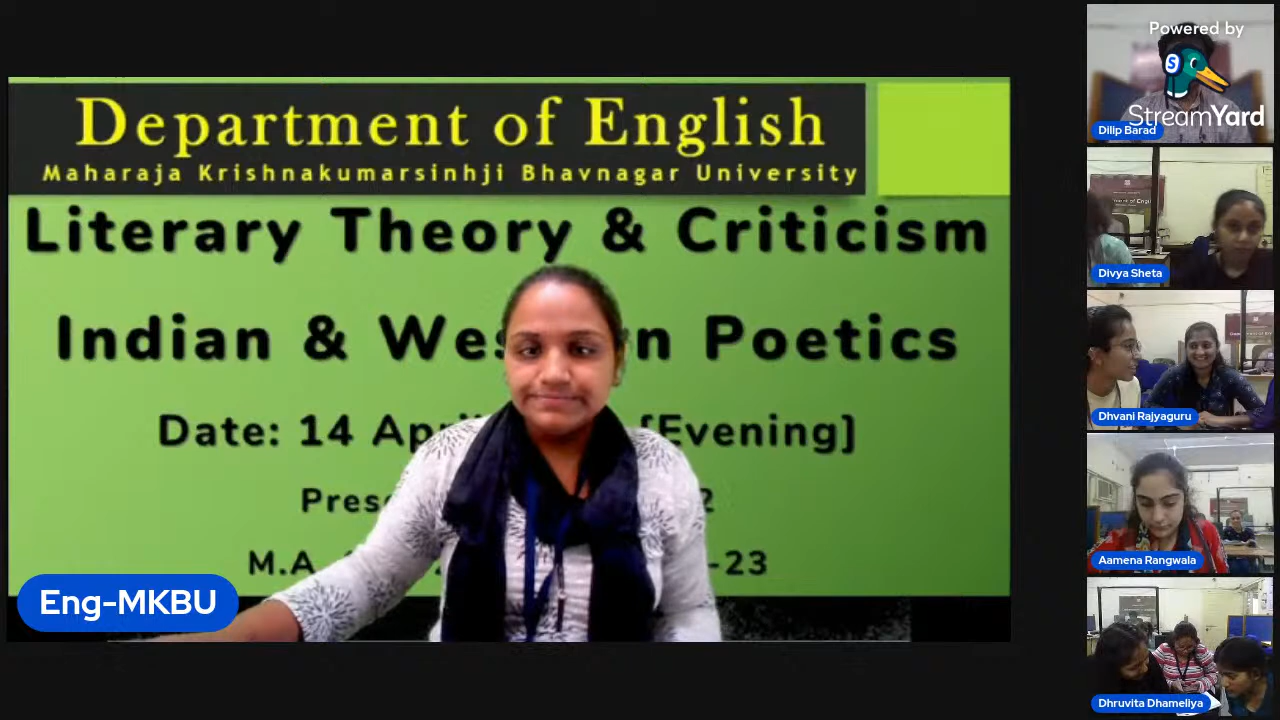 Department of English
Maharaja Krishnakumarsinhji Bhavnagar University
Literary Theory & Criticism
Indian & Wes n Poetics
Date: 14 Ap [Evening]
Pres 2
M.A -23
Eng-MKBU
Powered by
S
StreamYard
Dilip Barad
Divya Sheta
Dhvani Rajyaguru
Aamena Rangwala
Dhruvita Dhameliya